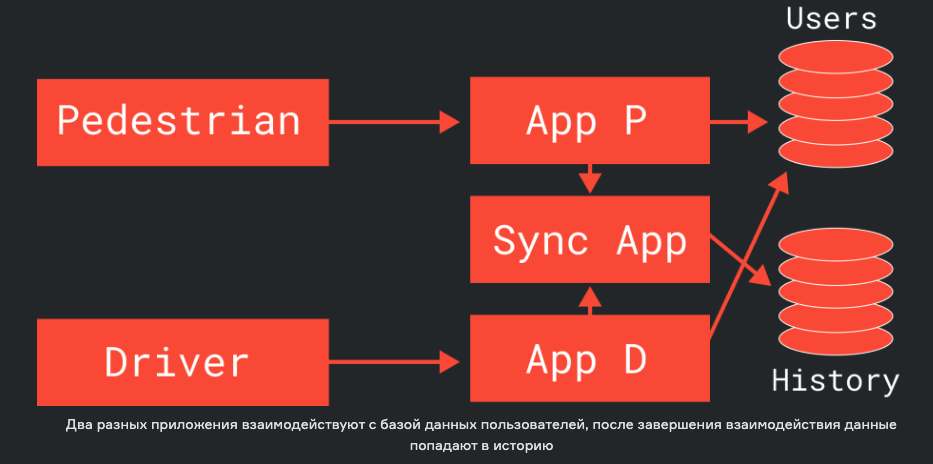 Users
Pedestrian
App P
Sync App
Driver
App D
History
Два разных приложения взаимодействуют с базой данных пользователей, после завершения взаимодействия данные
попадают в историю